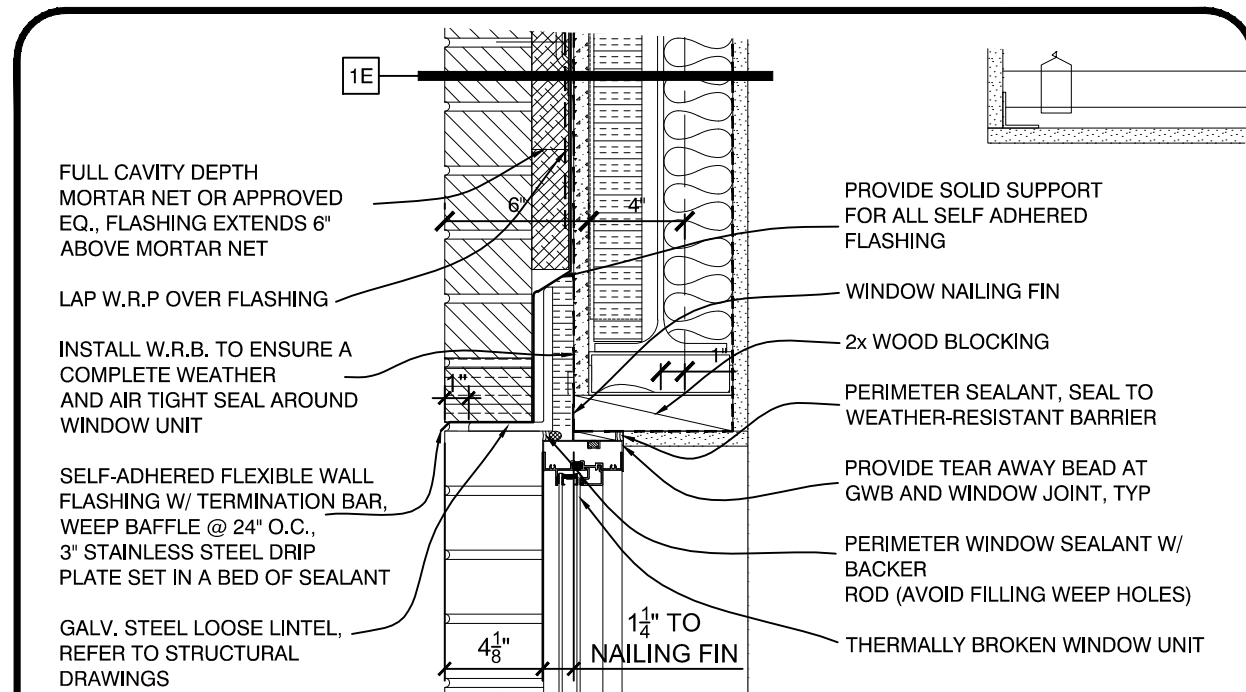 1E
FULL CAVITY DEPTH
MORTAR NET OR APPROVED
EQ., FLASHING EXTENDS 6"
ABOVE MORTAR NET
LAP W.R.P OVER FLASHING
INSTALL W.R.B. TO ENSURE A
COMPLETE WEATHER
AND AIR TIGHT SEAL AROUND
WINDOW UNIT
SELF-ADHERED FLEXIBLE WALL
FLASHING W/ TERMINATION BAR,
WEEP BAFFLE @ 24" O.C.,
3" STAINLESS STEEL DRIP
PLATE SET IN A BED OF SEALANT
GALV. STEEL LOOSE LINTEL,
REFER TO STRUCTURAL
DRAWINGS
6"
4"
1"
1"
4 1/8"
1 1/4" TO
NAILING FIN
PROVIDE SOLID SUPPORT
FOR ALL SELF ADHERED
FLASHING
WINDOW NAILING FIN
2x WOOD BLOCKING
PERIMETER SEALANT, SEAL TO
WEATHER-RESISTANT BARRIER
PROVIDE TEAR AWAY BEAD AT
GWB AND WINDOW JOINT, TYP
PERIMETER WINDOW SEALANT W/
BACKER
ROD (AVOID FILLING WEEP HOLES)
THERMALLY BROKEN WINDOW UNIT